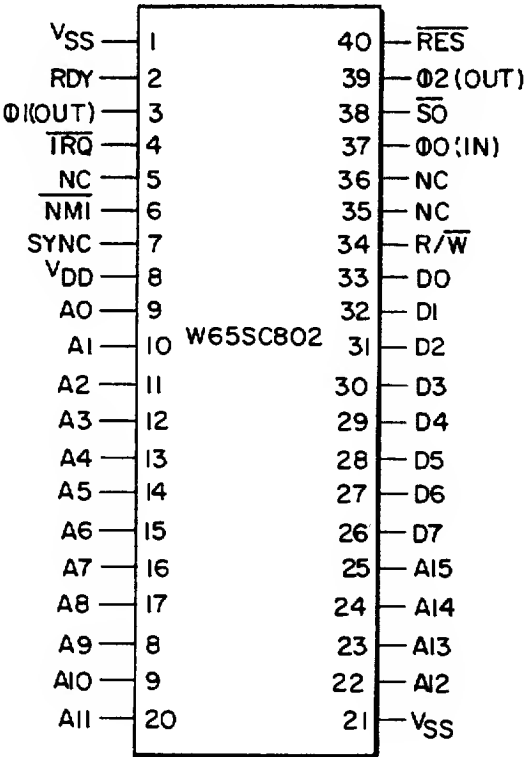 VSS 1 40 R̅E̅S̅
RDY 2 39 Φ2(OUT)
Φ1(OUT) 3 38 S̅O̅
I̅R̅Q̅ 4 37 Φ0(IN)
NC 5 36 NC
N̅M̅I̅ 6 35 NC
SYNC 7 34 R/W̅
VDD 8 33 D0
A0 9 32 D1
A1 10 W65SC802 31 D2
A2 11 30 D3
A3 12 29 D4
A4 13 28 D5
A5 14 27 D6
A6 15 26 D7
A7 16 25 A15
A8 17 24 A14
A9 8 23 A13
A10 9 22 A12
A11 20 21 VSS